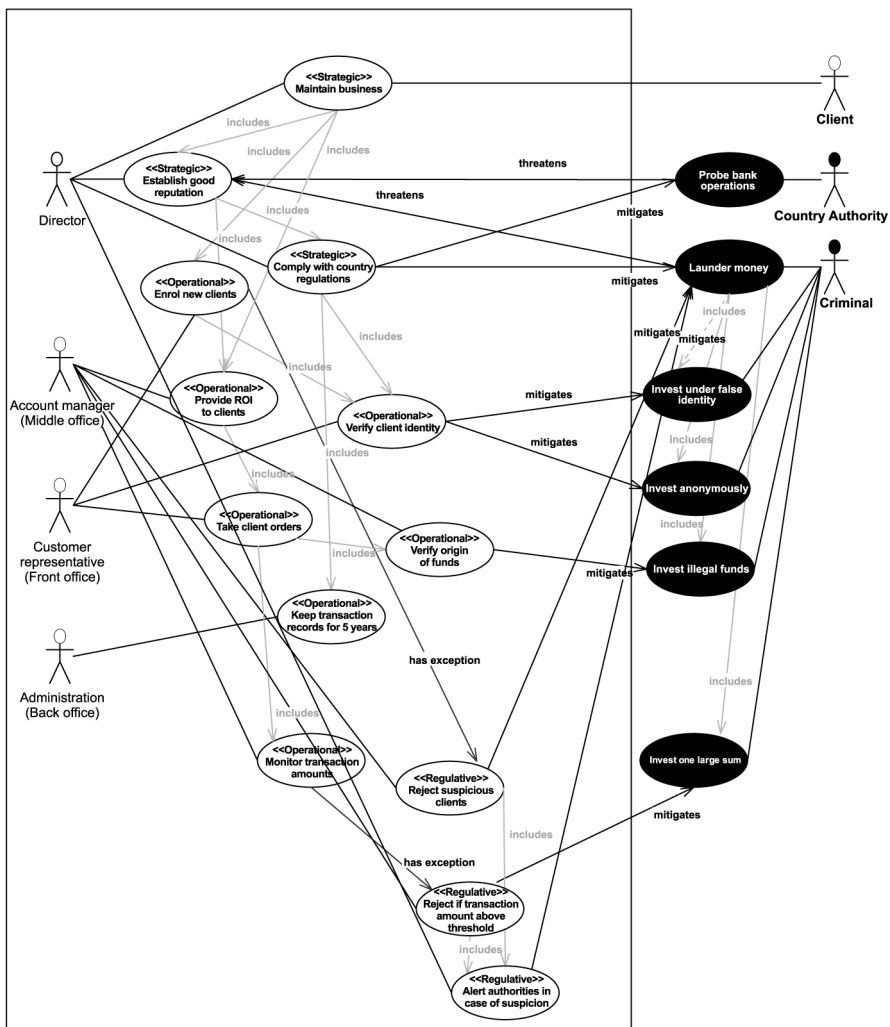 <<Strategic>>
Maintain business
Client
includes
includes
includes
<<Strategic>>
Establish good
reputation
threatens
Probe bank
operations
Director
threatens
mitigates
Country Authority
includes
<<Strategic>>
Comply with country
regulations
Launder money
mitigates
Criminal
<<Operational>>
Enrol new clients
includes
includes
mitigates
mitigates
includes
Account manager
(Middle office)
<<Operational>>
Provide ROI
to clients
<<Operational>>
Verify client identity
mitigates
Invest under false
identity
mitigates
includes
includes
includes
Invest anonymously
Customer
representative
(Front office)
<<Operational>>
Take client orders
includes
<<Operational>>
Verify origin
of funds
includes
mitigates
Invest illegal funds
<<Operational>>
Keep transaction
records for 5 years
has exception
includes
Administration
(Back office)
includes
<<Operational>>
Monitor transaction
amounts
<<Regulative>>
Reject suspicious
clients
Invest one large sum
includes
mitigates
has exception
<<Regulative>>
Reject if transaction
amount above
threshold
includes
<<Regulative>>
Alert authorities in
case of suspicion